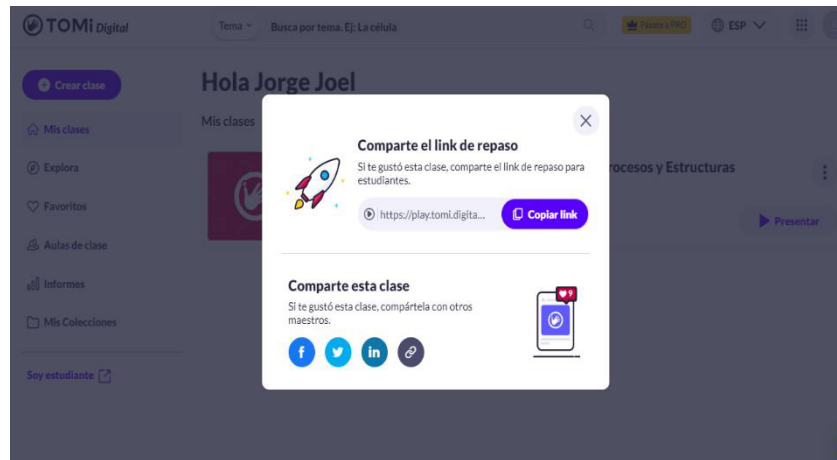 TOMi Digital
Tema
Busca por tema. Ej: La célula
Pásate a PRO
ESP
Crear clase
Mis clases
Explora
Favoritos
Aulas de clase
Informes
Mis Colecciones
Soy estudiante
Hola Jorge Joel
Mis clases
rocesos y Estructuras
Presentar
Comparte el link de repaso
Si te gustó esta clase, comparte el link de repaso para
estudiantes.
https://play.tomi.digita...
Copiar link
Comparte esta clase
Si te gustó esta clase, compártela con otros
maestros.
f
in
9